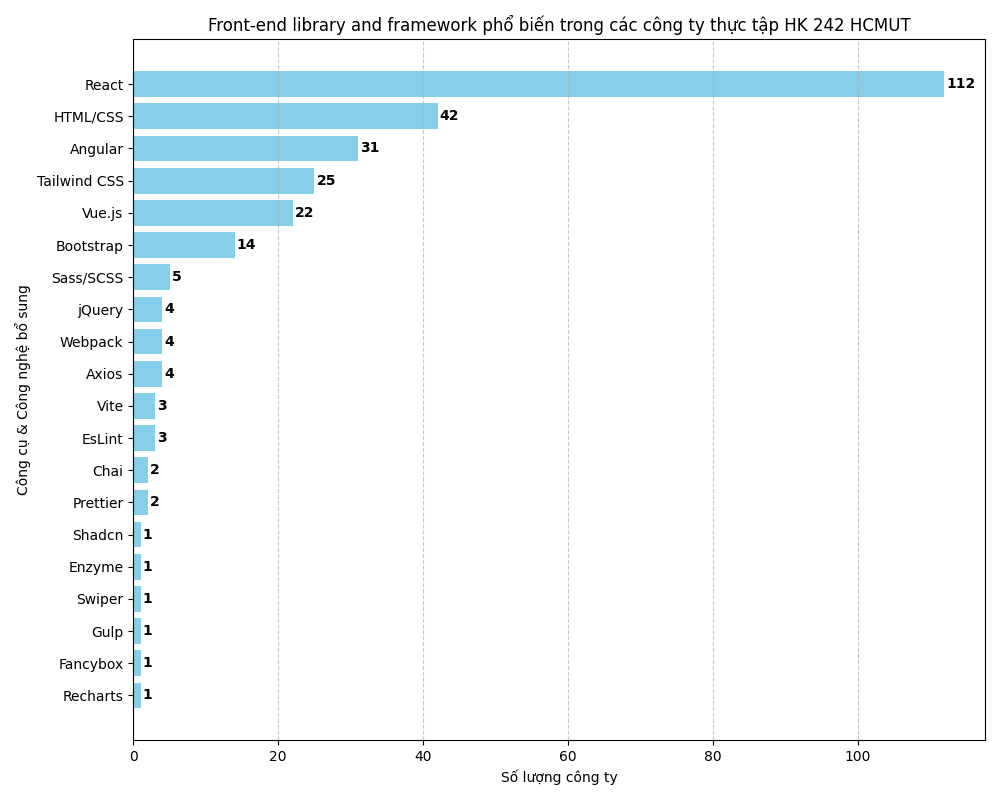 Front-end library and framework phổ biến trong các công ty thực tập HK 242 HCMUT
Công cụ & Công nghệ bổ sung
React 112
HTML/CSS 42
Angular 31
Tailwind CSS 25
Vue.js 22
Bootstrap 14
Sass/SCSS 5
jQuery 4
Webpack 4
Axios 4
Vite 3
EsLint 3
Chai 2
Prettier 2
Shadcn 1
Enzyme 1
Swiper 1
Gulp 1
Fancybox 1
Recharts 1
0 20 40 60 80 100
Số lượng công ty